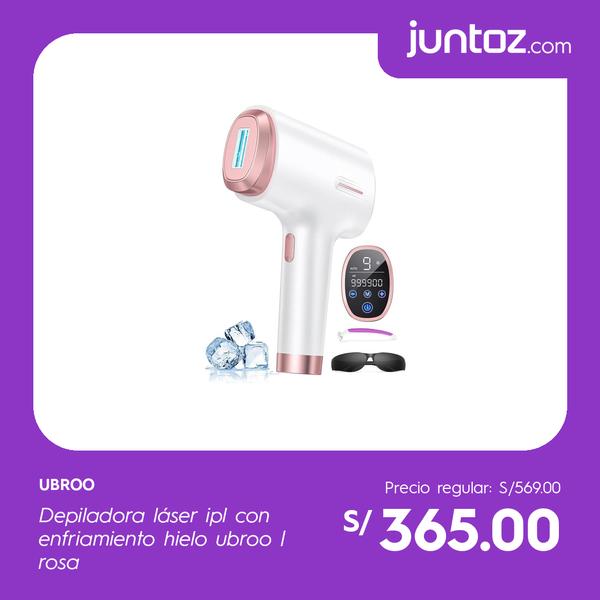 juntoz.com
9
999900
UBROO
Depiladora láser ipl con
enfriamiento hielo ubroo |
rosa
Precio regular: S/569.00
S/ 365.00